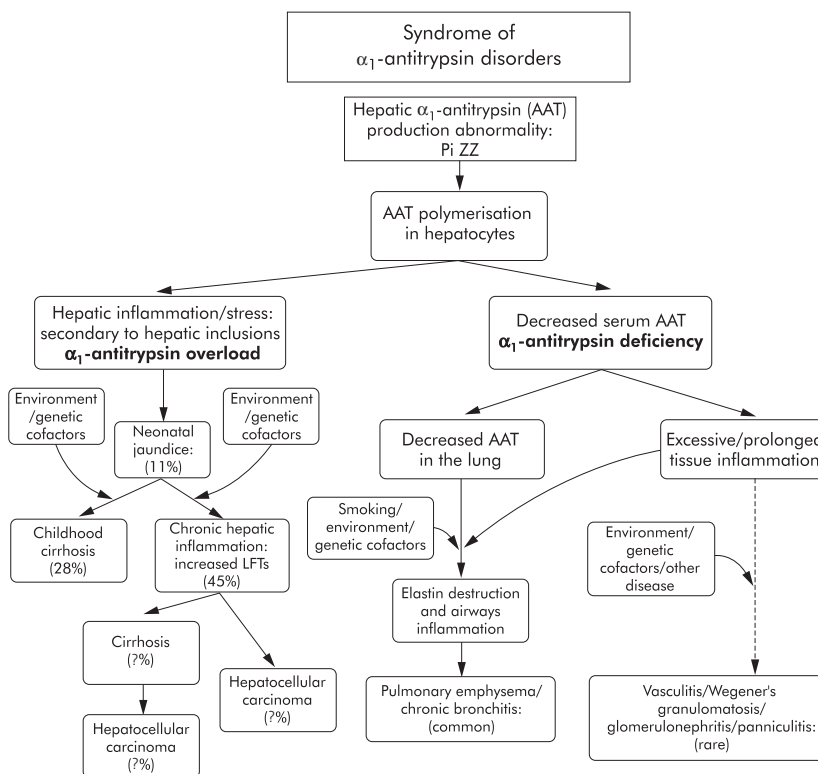 Syndrome of
α1-antitrypsin disorders
Hepatic α1-antitrypsin (AAT)
production abnormality:
Pi ZZ
AAT polymerisation
in hepatocytes
Hepatic inflammation/stress:
secondary to hepatic inclusions
α1-antitrypsin overload
Decreased serum AAT
α1-antitrypsin deficiency
Environment
/genetic
cofactors
Neonatal
jaundice:
(11%)
Environment
/genetic
cofactors
Decreased AAT
in the lung
Excessive/prolonged
tissue inflammation
Childhood
cirrhosis
(28%)
Chronic hepatic
inflammation:
increased LFTs
(45%)
Smoking/
environment/
genetic cofactors
Environment/
genetic
cofactors/other
disease
Elastin destruction
and airways
inflammation
Cirrhosis
(?%)
Hepatocellular
carcinoma
(?%)
Hepatocellular
carcinoma
(?%)
Pulmonary emphysema/
chronic bronchitis:
(common)
Vasculitis/Wegener's
granulomatosis/
glomerulonephritis/panniculitis:
(rare)